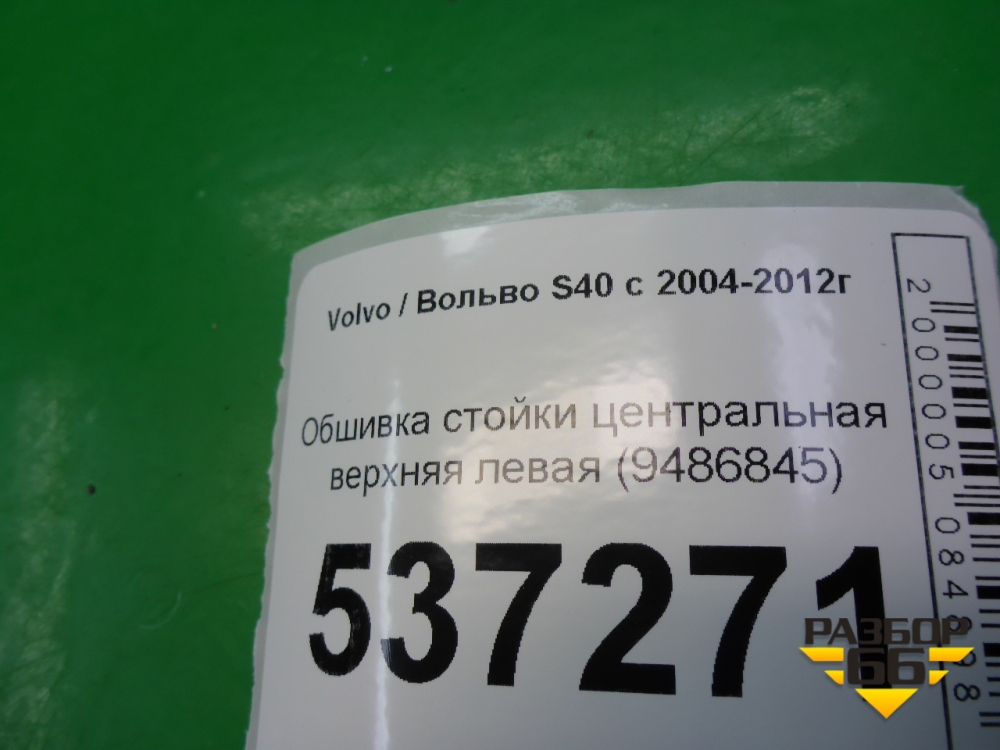 Volvo / Вольво S40 с 2004-2012г
Обшивка стойки центральная
верхняя левая (9486845)
537271
РАЗБОР
66